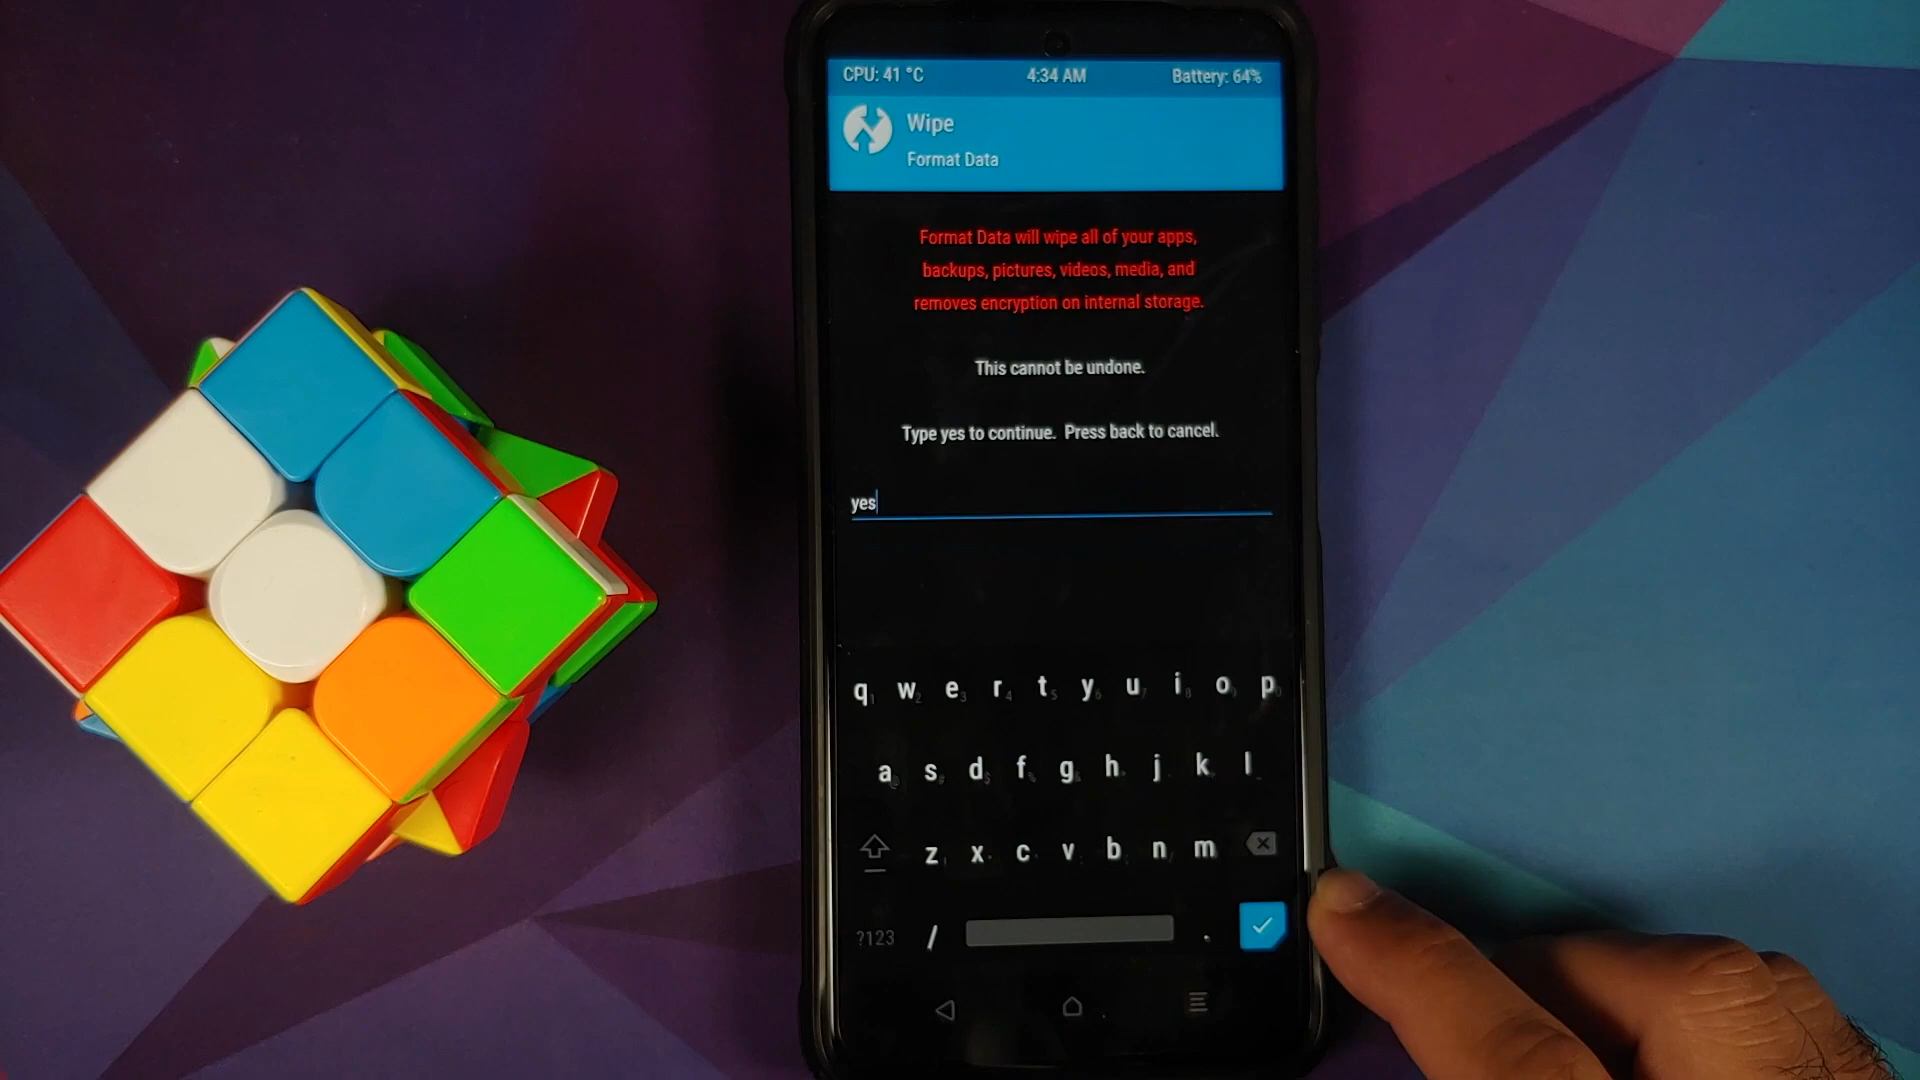 CPU: 41 °C 4:34 AM Battery: 64%
Wipe
Format Data
Format Data will wipe all of your apps,
backups, pictures, videos, media, and
removes encryption on internal storage.
This cannot be undone.
Type yes to continue. Press back to cancel.
yes
q w e r t y u i o p
a s d f g h j k l
z x c v b n m
?123 / .